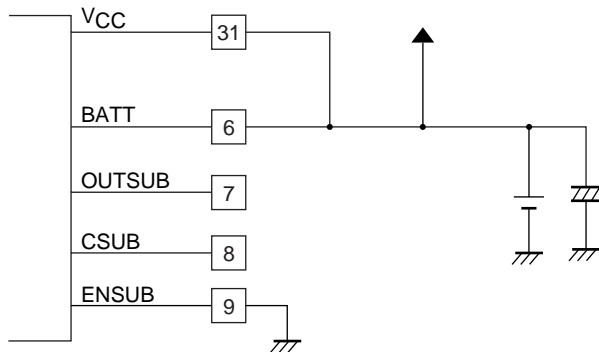 VCC 31
BATT 6
OUTSUB 7
CSUB 8
ENSUB 9